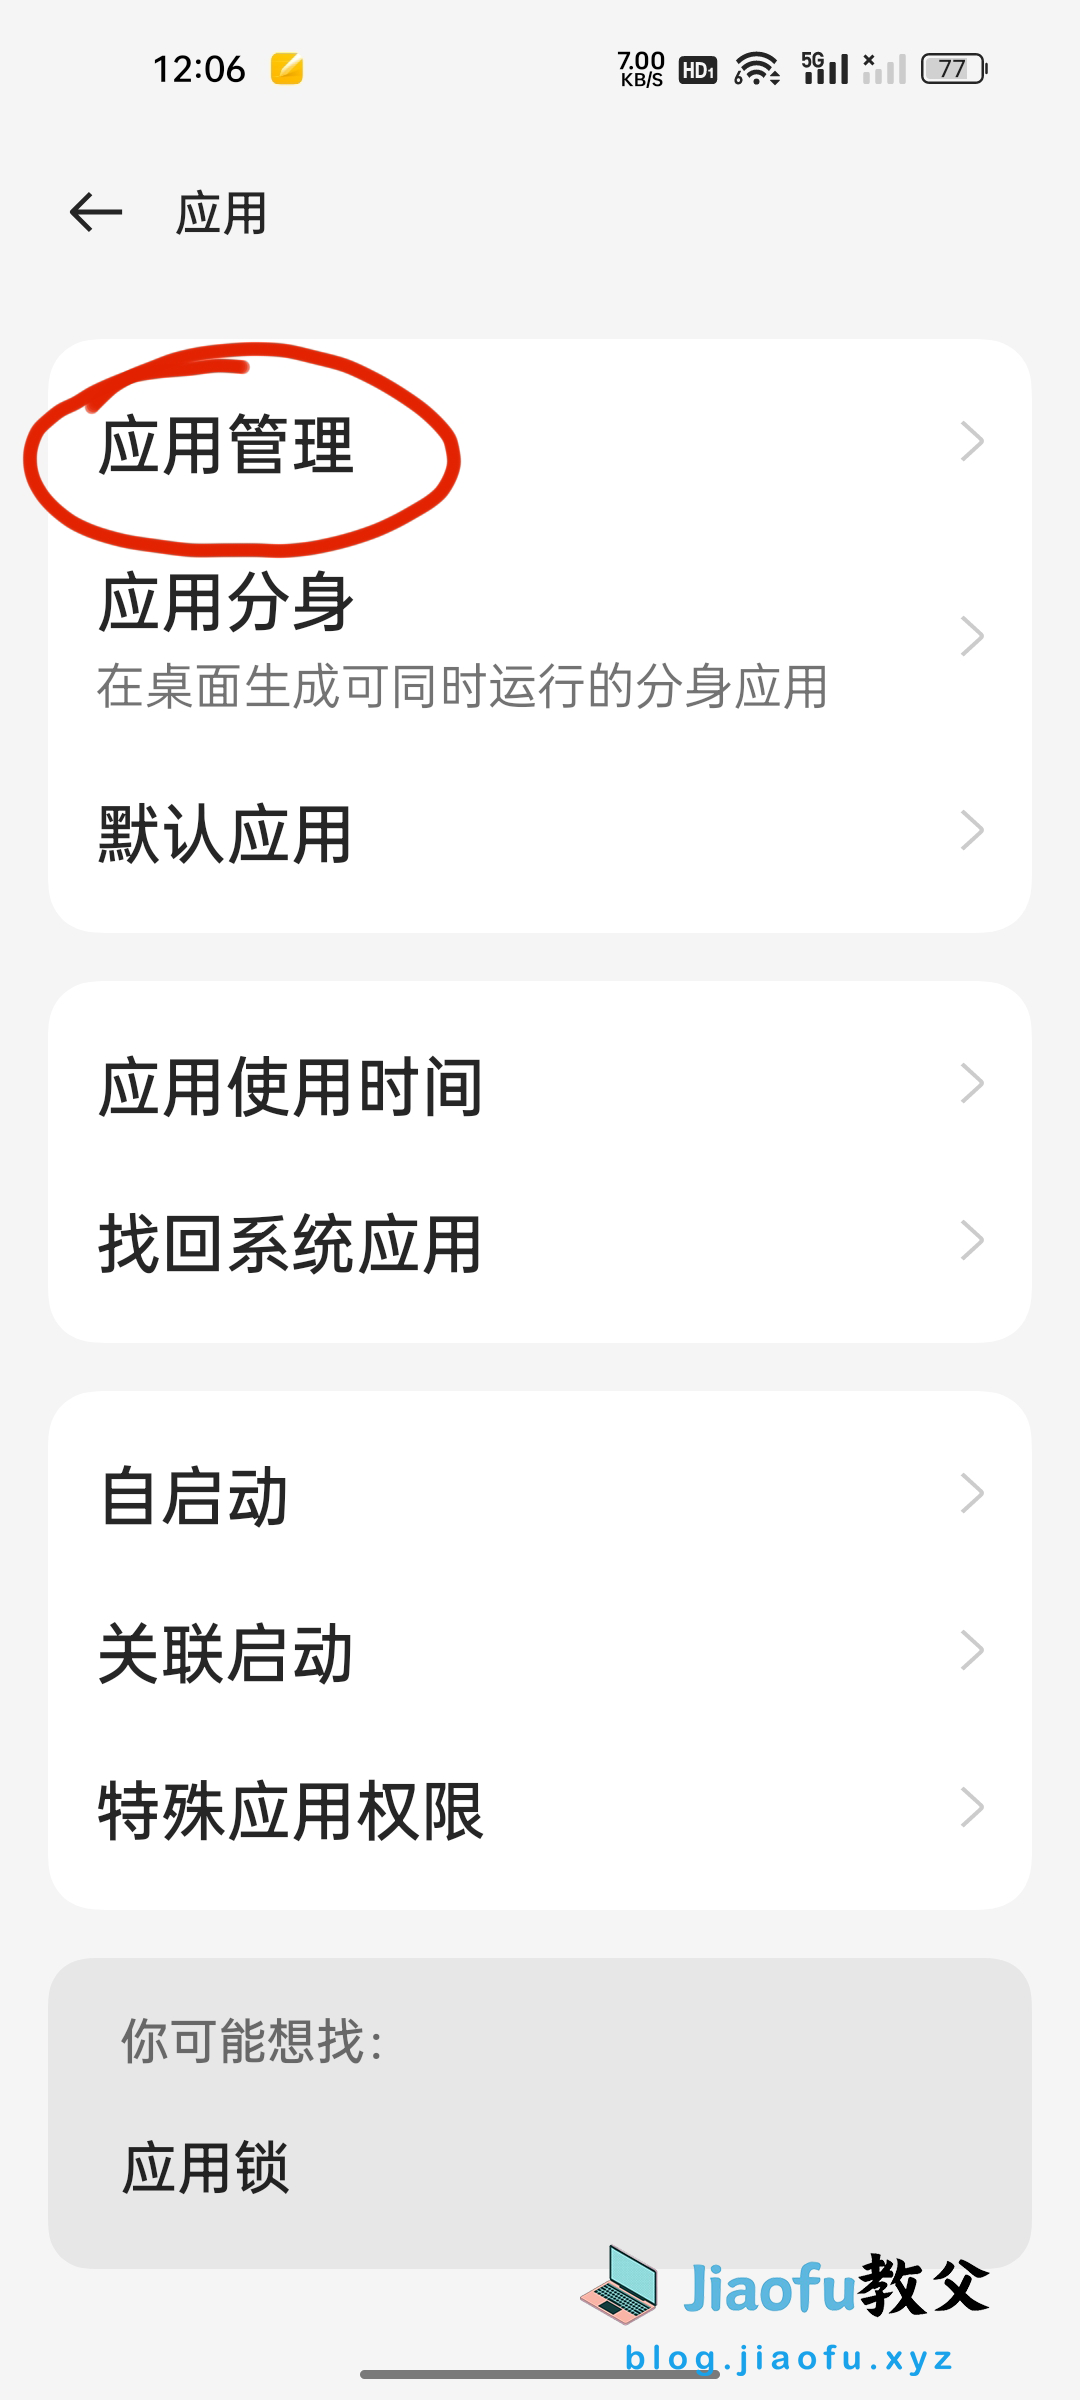 12:06 7.00 KB/S HD1 6 5G 77
应用
应用管理
应用分身
在桌面生成可同时运行的分身应用
默认应用
应用使用时间
找回系统应用
自启动
关联启动
特殊应用权限
你可能想找:
应用锁
Jiaofu教父
blog.jiaofu.xyz